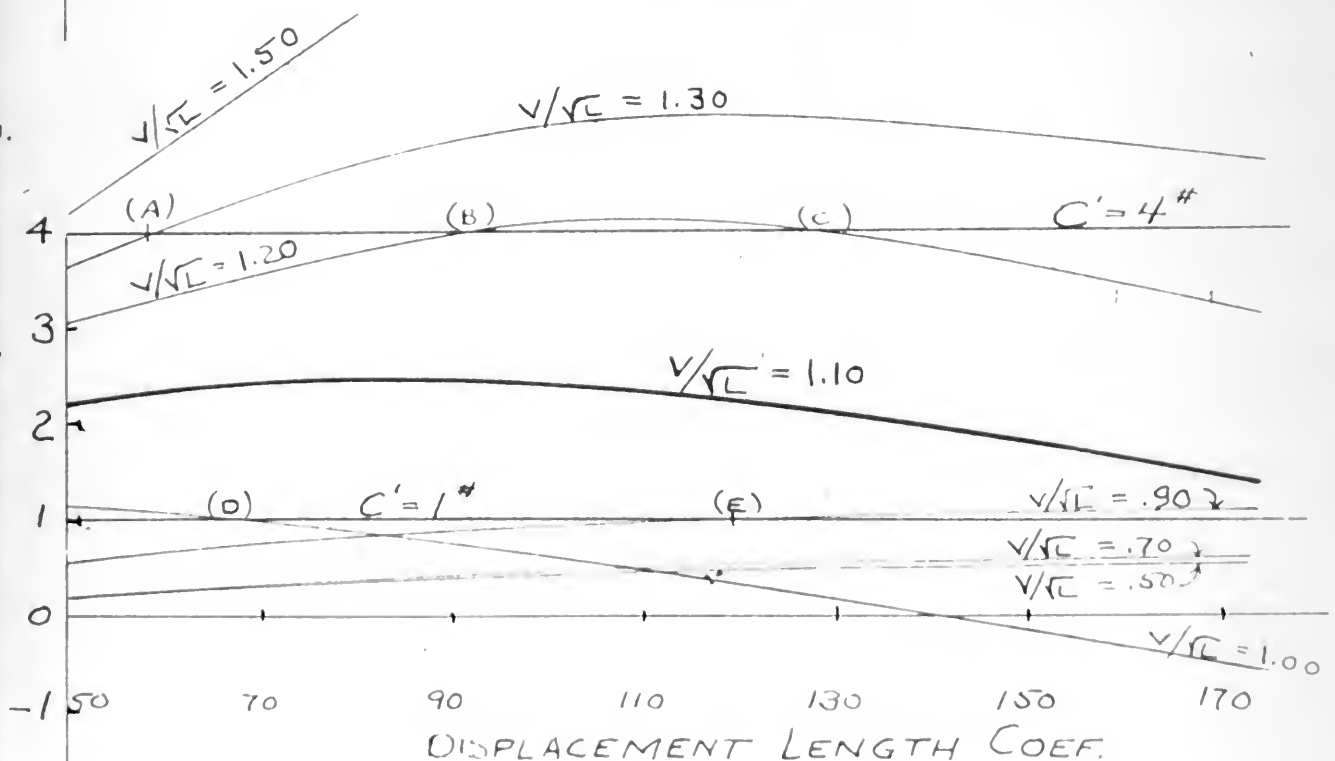 V/√L = 1.50
V/√L = 1.30
(A)
(B)
(C)
C' = 4#
4
V/√L = 1.20
3
V/√L = 1.10
2
(D)
C' = 1#
(E)
V/√L = .90
1
V/√L = .70
V/√L = .50
0
V/√L = 1.00
-1
50
70
90
110
130
150
170
DISPLACEMENT LENGTH COEF.